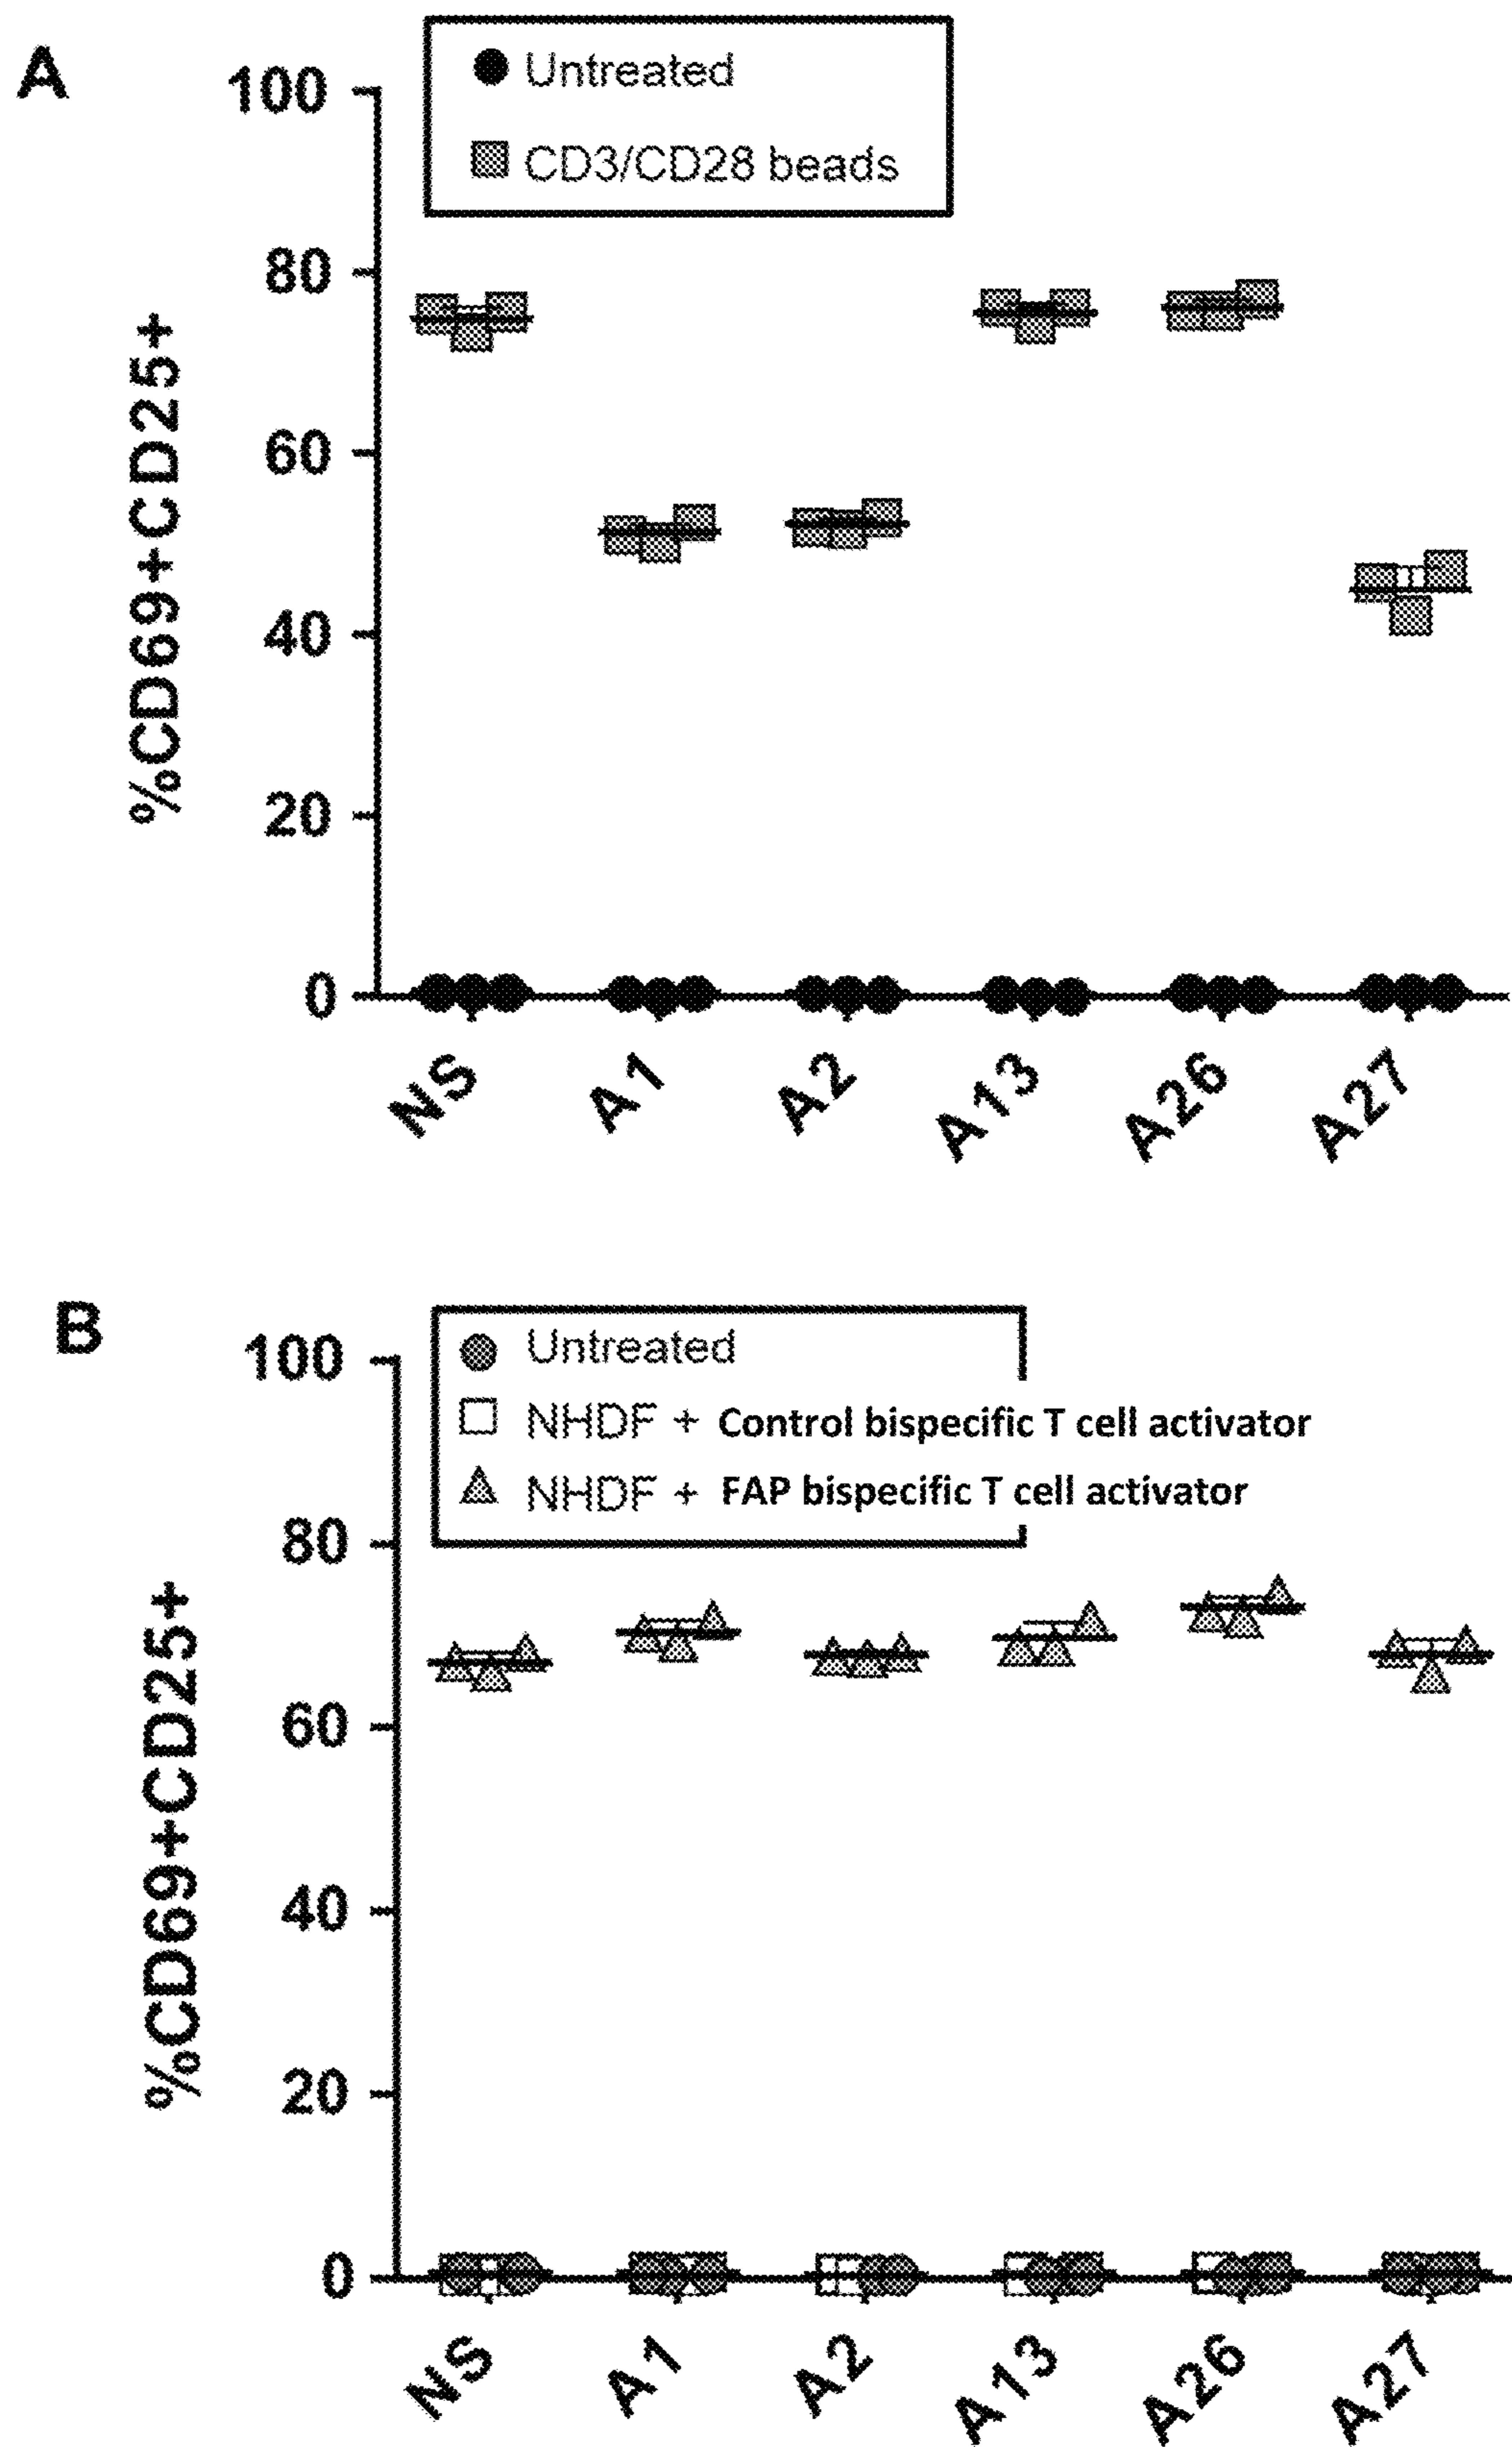 A
Untreated
CD3/CD28 beads
100
80
60
40
20
0
%CD69+CD25+
NS
A1
A2
A13
A26
A27
B
Untreated
NHDF + Control bispecific T cell activator
NHDF + FAP bispecific T cell activator
100
80
60
40
20
0
%CD69+CD25+
NS
A1
A2
A13
A26
A27